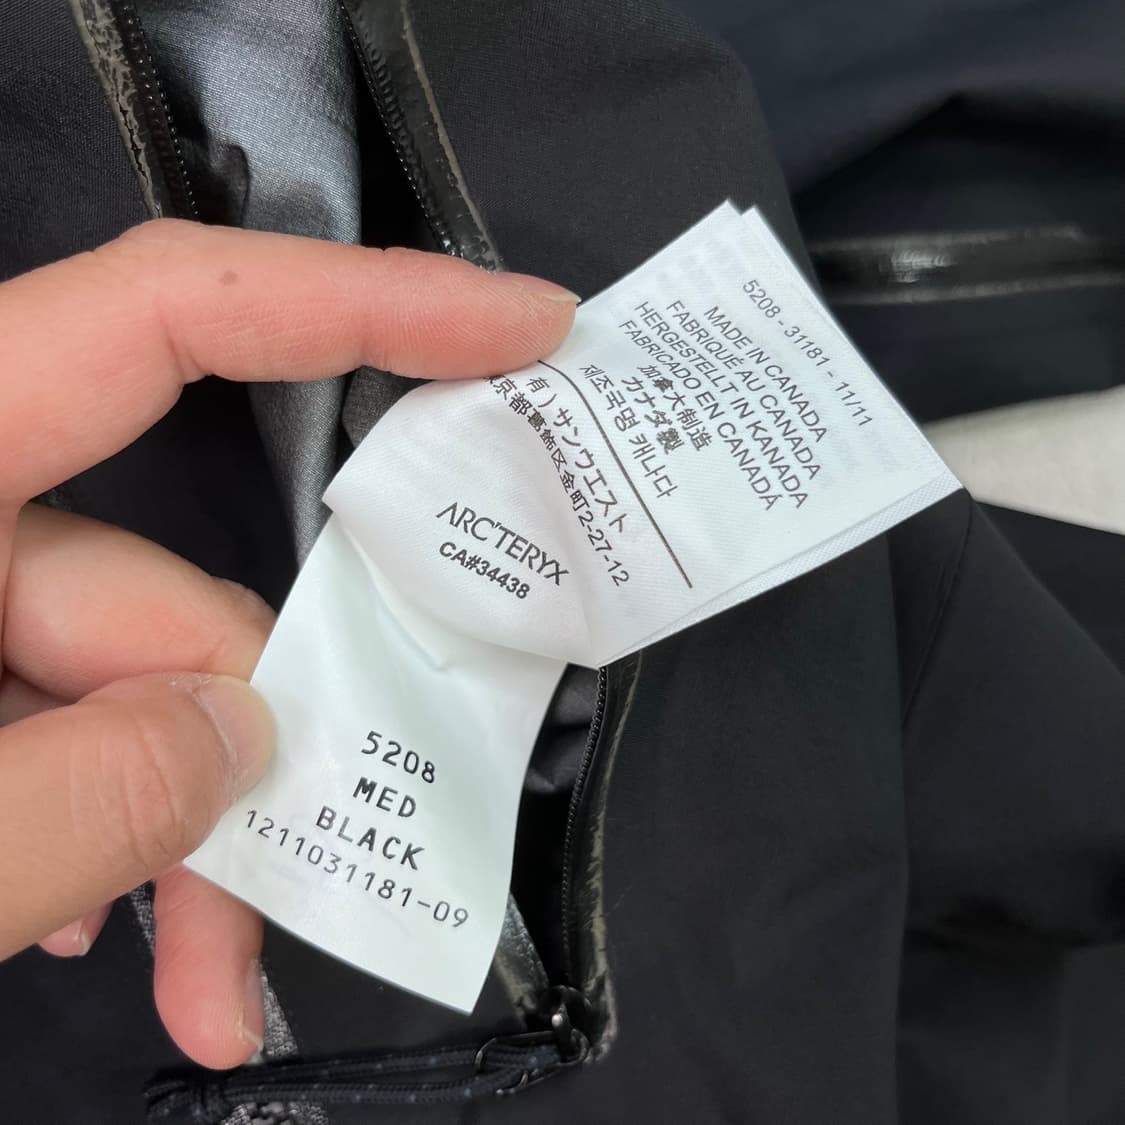 5208 - 31181 - 11/11
MADE IN CANADA
FABRIQUÉ AU CANADA
HERGESTELLT IN KANADA
FABRICADO EN CANADÁ
加拿大制造
カナダ製
제조국명 캐나다
有）サンウエスト
京都葛飾区金町2-27-12
ARC'TERYX
CA#34438
5208
MED
BLACK
1211031181-09